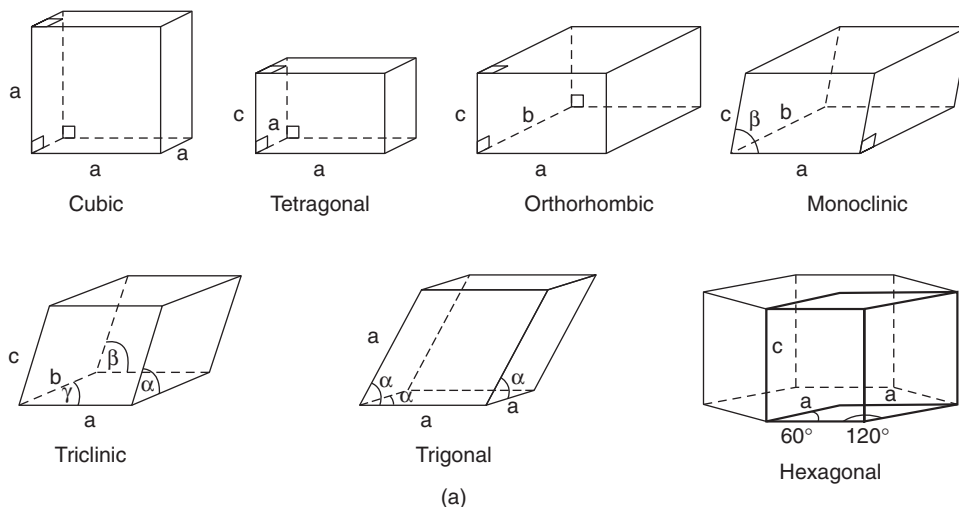 a
a
a
Cubic
c
a
a
Tetragonal
c
b
a
Orthorhombic
c
β
b
a
Monoclinic
c
b
γ
β
α
a
Triclinic
a
α
α
α
a
a
Trigonal
c
a
a
60°
120°
Hexagonal
(a)